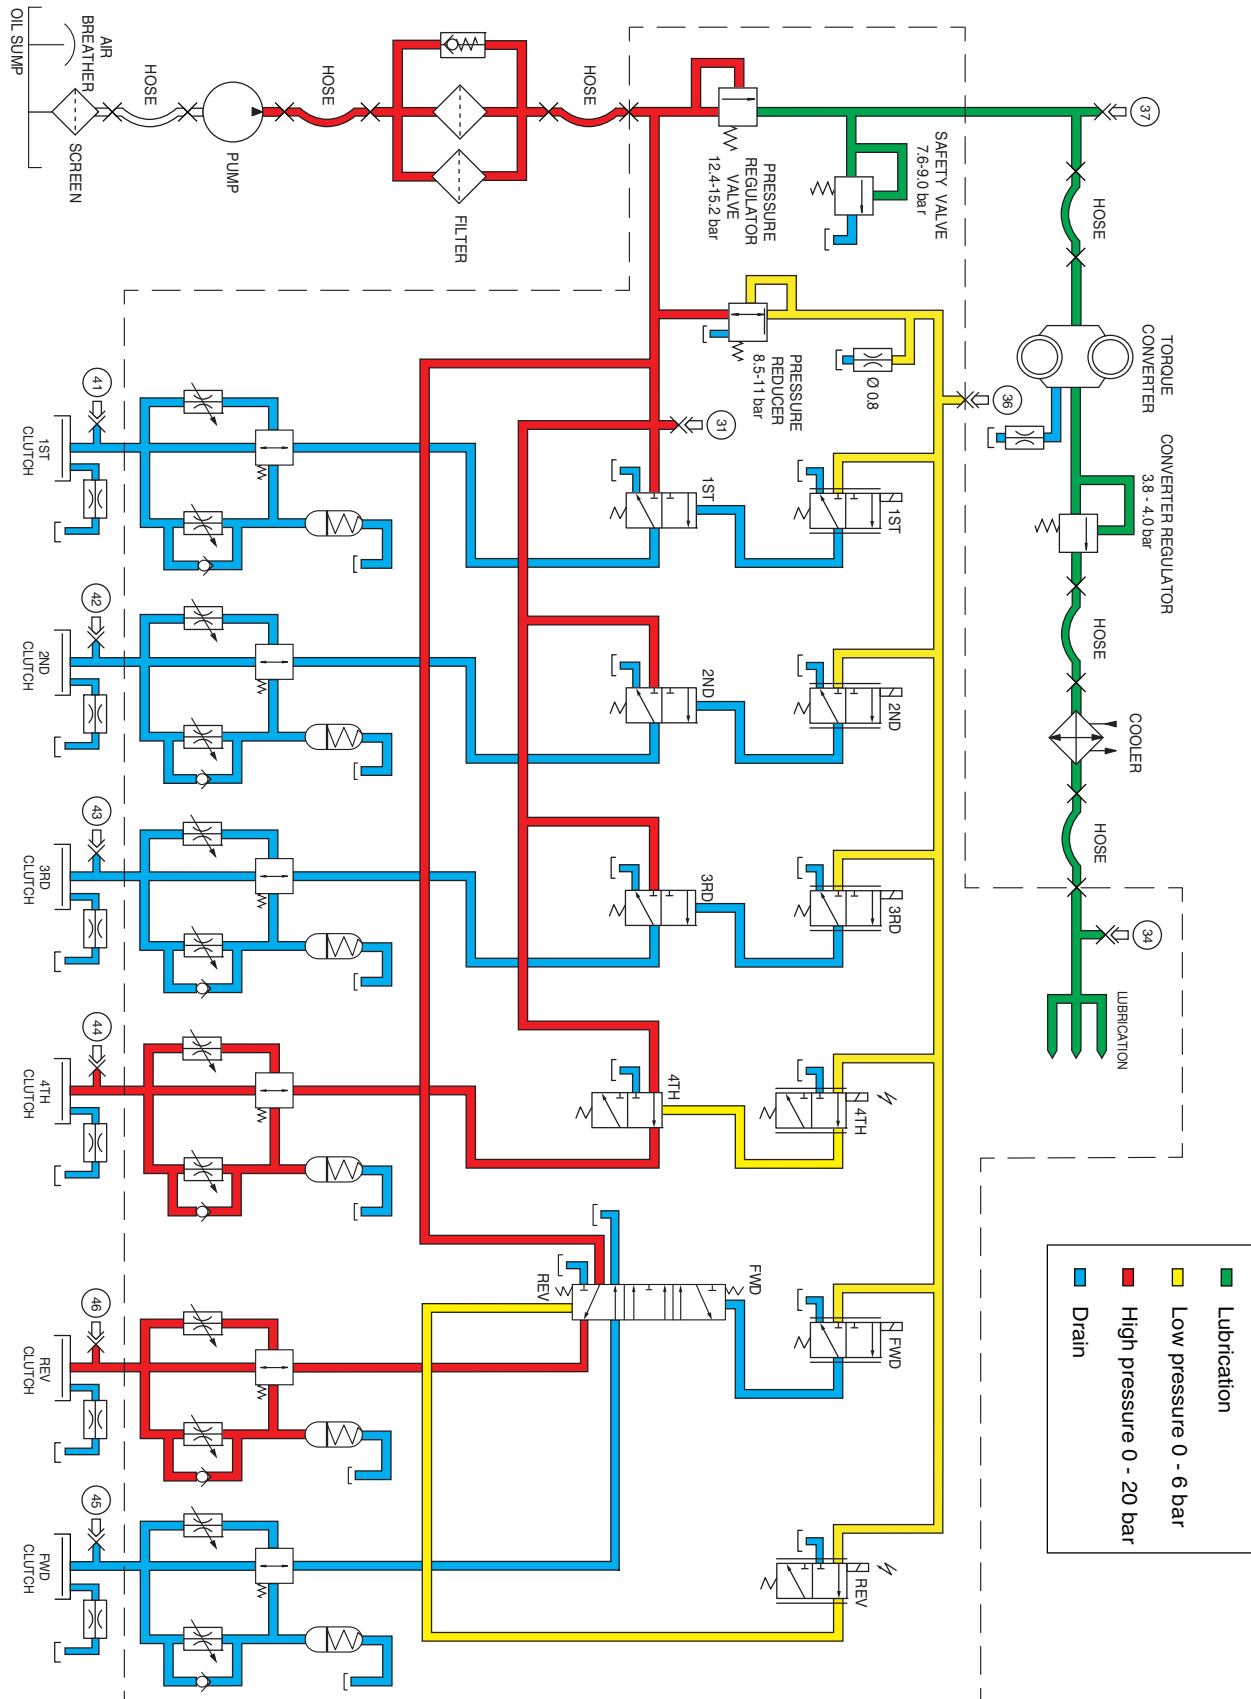 OIL SUMP
AIR
BREATHER
SCREEN
HOSE
PUMP
HOSE
FILTER
HOSE
PRESSURE
REGULATOR
VALVE
12.4-15.2 bar
SAFETY VALVE
7.6-9.0 bar
37
HOSE
TORQUE
CONVERTER
CONVERTER REGULATOR
3.8 - 4.0 bar
HOSE
COOLER
HOSE
34
LUBRICATION
PRESSURE
REDUCER
8.5-11 bar
Ø 0.8
36
31
1ST
2ND
3RD
4TH
FWD
REV
1ST
2ND
3RD
4TH
FWD
REV
41
1ST
CLUTCH
42
2ND
CLUTCH
43
3RD
CLUTCH
44
4TH
CLUTCH
46
REV
CLUTCH
45
FWD
CLUTCH
Lubrication
Low pressure 0 - 6 bar
High pressure 0 - 20 bar
Drain